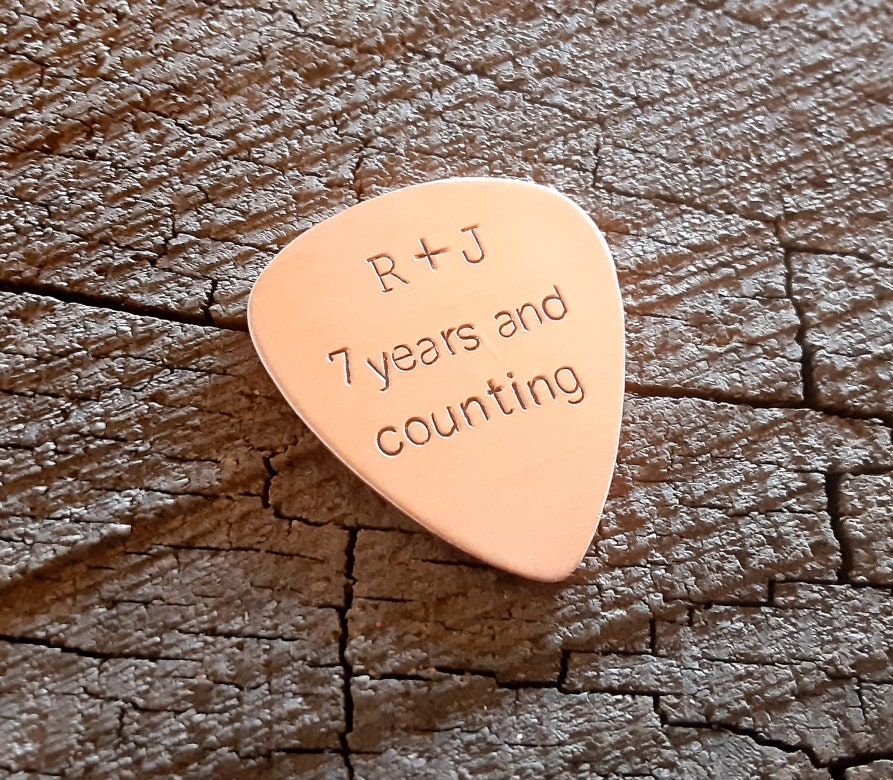 R+J
7 years and
counting